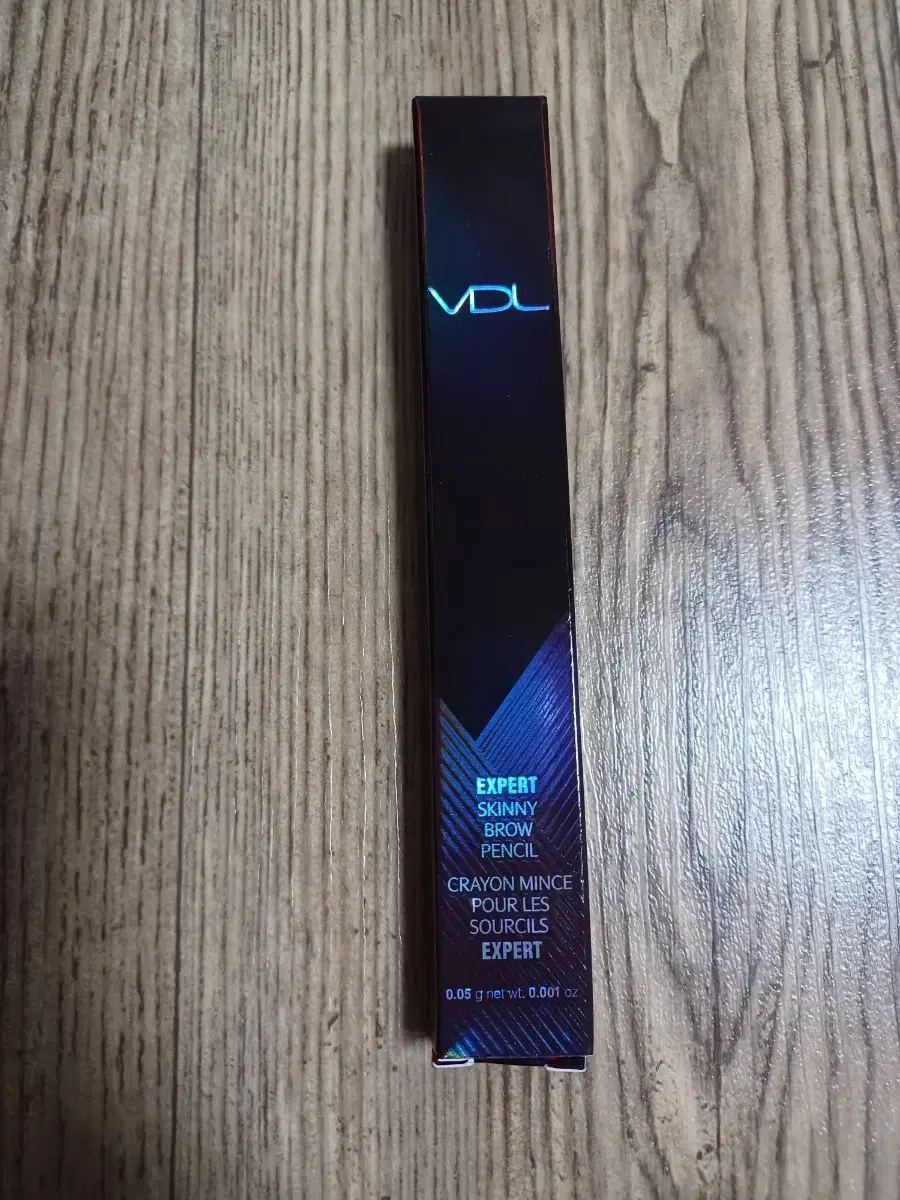 VDL
EXPERT
SKINNY
BROW
PENCIL
CRAYON MINCE
POUR LES
SOURCILS
EXPERT
0.05 g net wt. 0.001 oz.